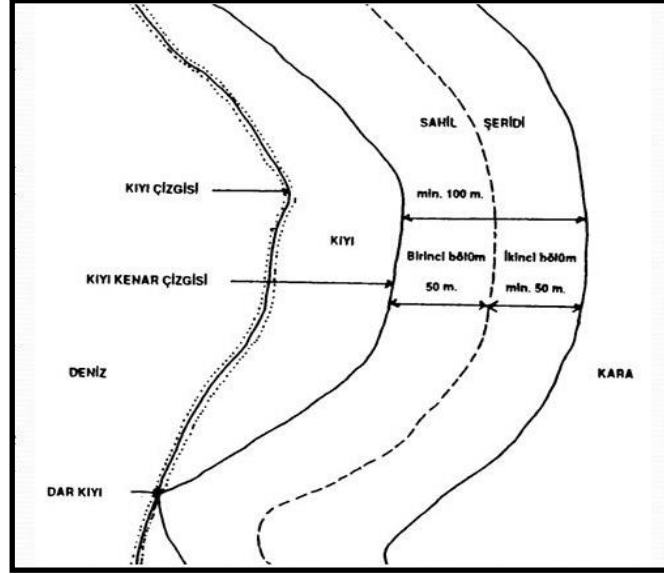 SAHİL ŞERİDİ
KIYI ÇİZGİSİ
min. 100 m.
KIYI
Birinci bölüm
50 m.
İkinci bölüm
min. 50 m.
KIYI KENAR ÇİZGİSİ
DENİZ
KARA
DAR KIYI